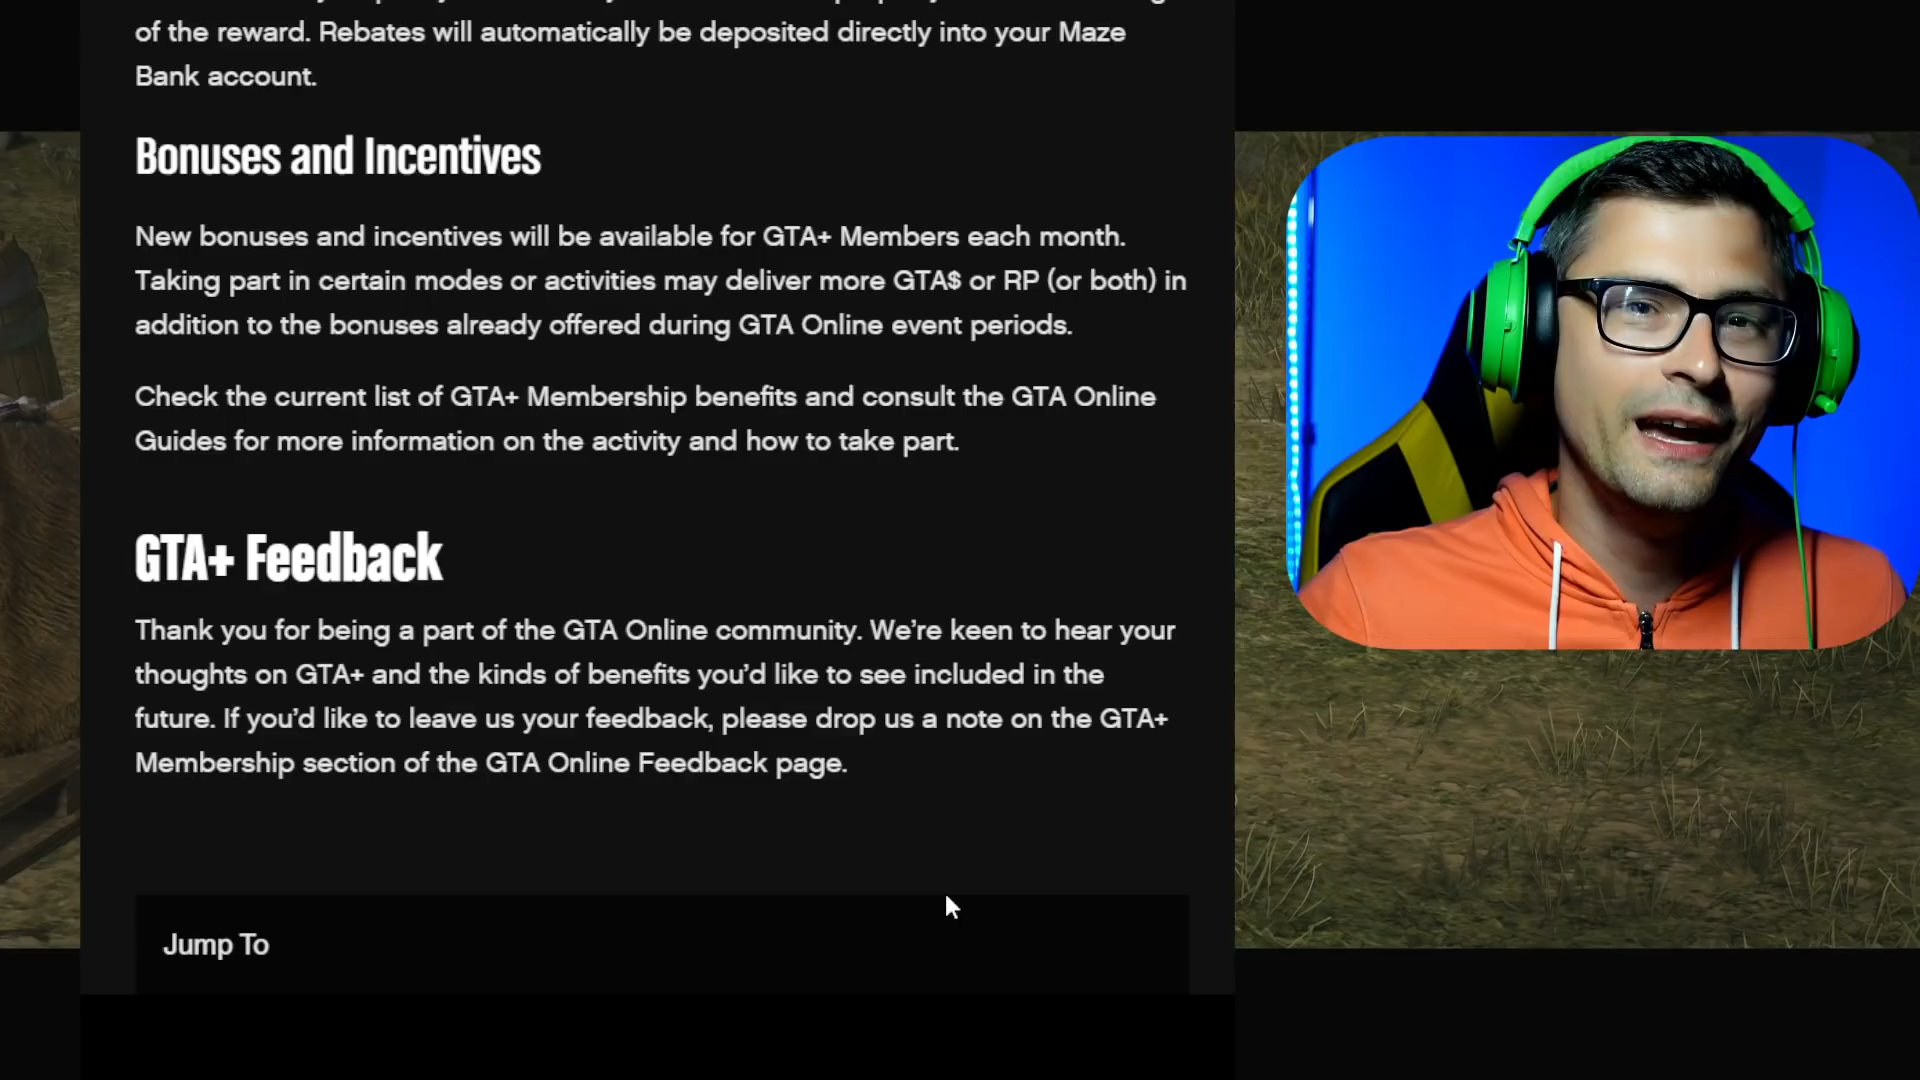 of the reward. Rebates will automatically be deposited directly into your Maze
Bank account.
Bonuses and Incentives
New bonuses and incentives will be available for GTA+ Members each month.
Taking part in certain modes or activities may deliver more GTA$ or RP (or both) in
addition to the bonuses already offered during GTA Online event periods.
Check the current list of GTA+ Membership benefits and consult the GTA Online
Guides for more information on the activity and how to take part.
GTA+ Feedback
Thank you for being a part of the GTA Online community. We're keen to hear your
thoughts on GTA+ and the kinds of benefits you'd like to see included in the
future. If you'd like to leave us your feedback, please drop us a note on the GTA+
Membership section of the GTA Online Feedback page.
Jump To